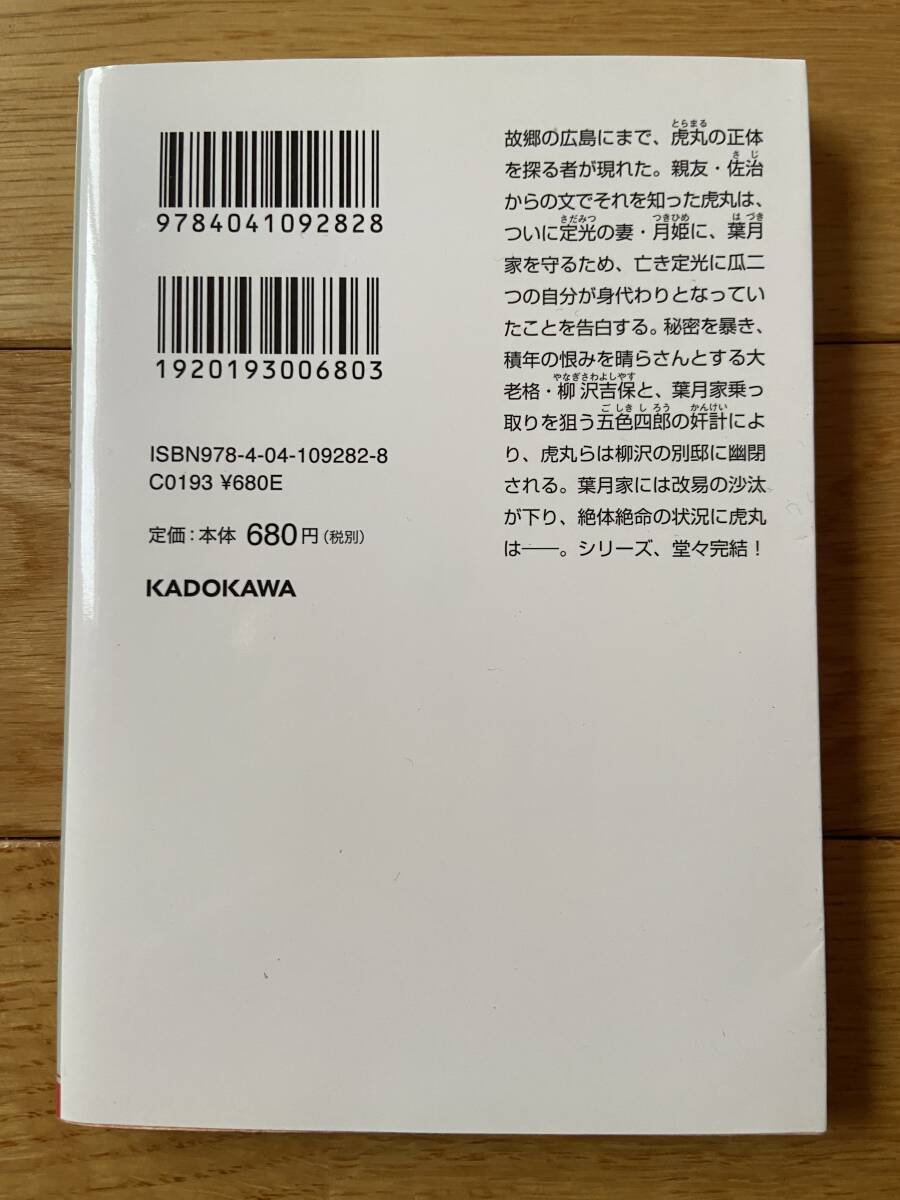 9784041092828
1920193006803
ISBN978-4-04-109282-8
C0193 ¥680E
定価：本体 680円（税別）
KADOKAWA
故郷の広島にまで、虎丸の正体
を探る者が現れた。親友・佐治
からの文でそれを知った虎丸は、
ついに定光の妻・月姫に、葉月
家を守るため、亡き定光に瓜二
つの自分が身代わりとなってい
たことを告白する。秘密を暴き、
積年の恨みを晴らさんとする大
老格・柳沢吉保と、葉月家乗っ
取りを狙う五色四郎の奸計によ
り、虎丸らは柳沢の別邸に幽閉
される。葉月家には改易の沙汰
が下り、絶体絶命の状況に虎丸
は――。シリーズ、堂々完結！